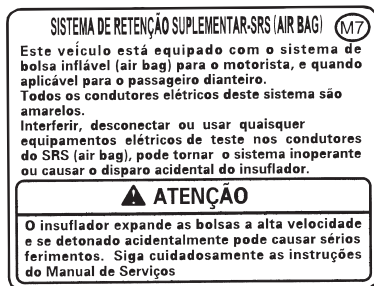 SISTEMA DE RETENÇÃO SUPLEMENTAR-SRS (AIR BAG) M7
Este veículo está equipado com o sistema de
bolsa inflável (air bag) para o motorista, e quando
aplicável para o passageiro dianteiro.
Todos os condutores elétricos deste sistema são
amarelos.
Interferir, desconectar ou usar quaisquer
equipamentos elétricos de teste nos condutores
do SRS (air bag), pode tornar o sistema inoperante
ou causar o disparo acidental do insuflador.
ATENÇÃO
O insuflador expande as bolsas a alta velocidade
e se detonado acidentalmente pode causar sérios
ferimentos. Siga cuidadosamente as instruções
do Manual de Serviços